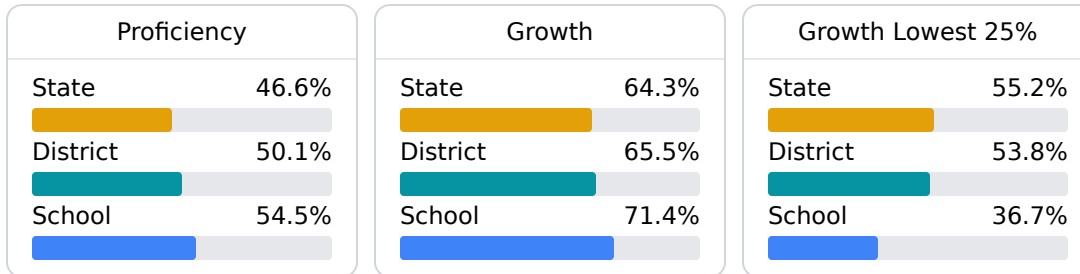 Proficiency
State 46.6%
District 50.1%
School 54.5%
Growth
State 64.3%
District 65.5%
School 71.4%
Growth Lowest 25%
State 55.2%
District 53.8%
School 36.7%